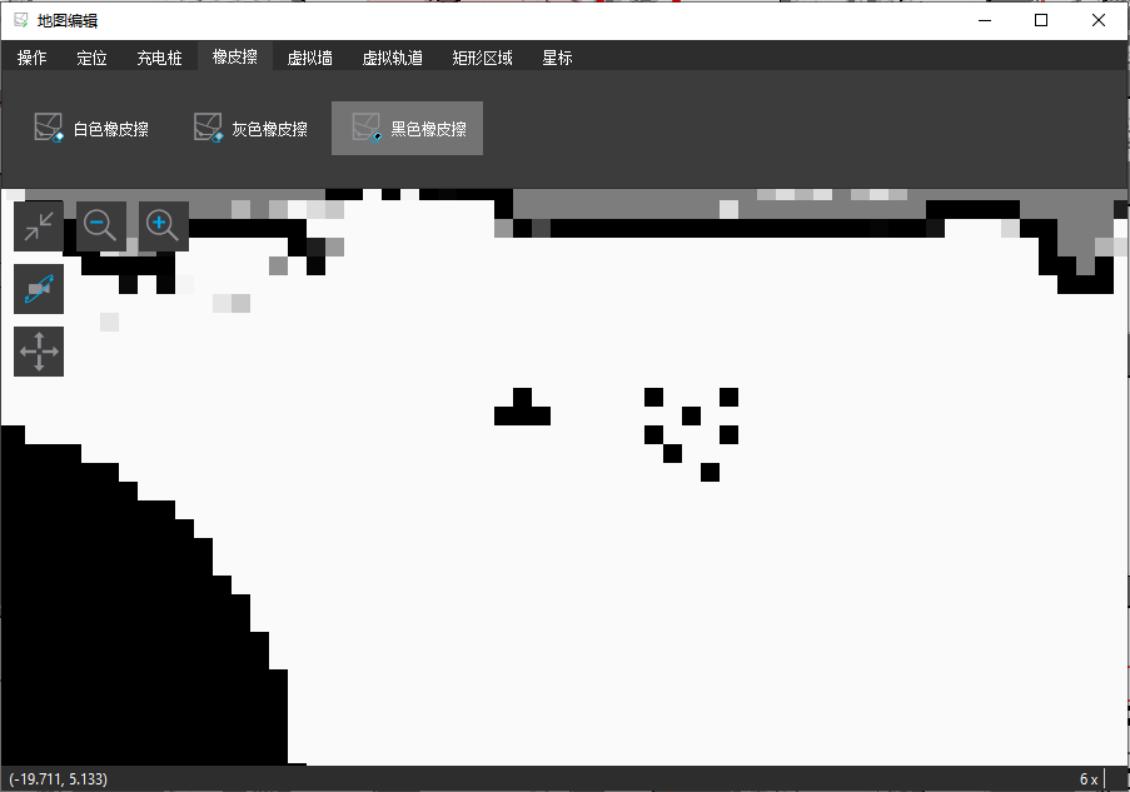 地图编辑
操作 定位 充电桩 橡皮擦 虚拟墙 虚拟轨道 矩形区域 星标
白色橡皮擦 灰色橡皮擦 黑色橡皮擦
(-19.711, 5.133) 6 x